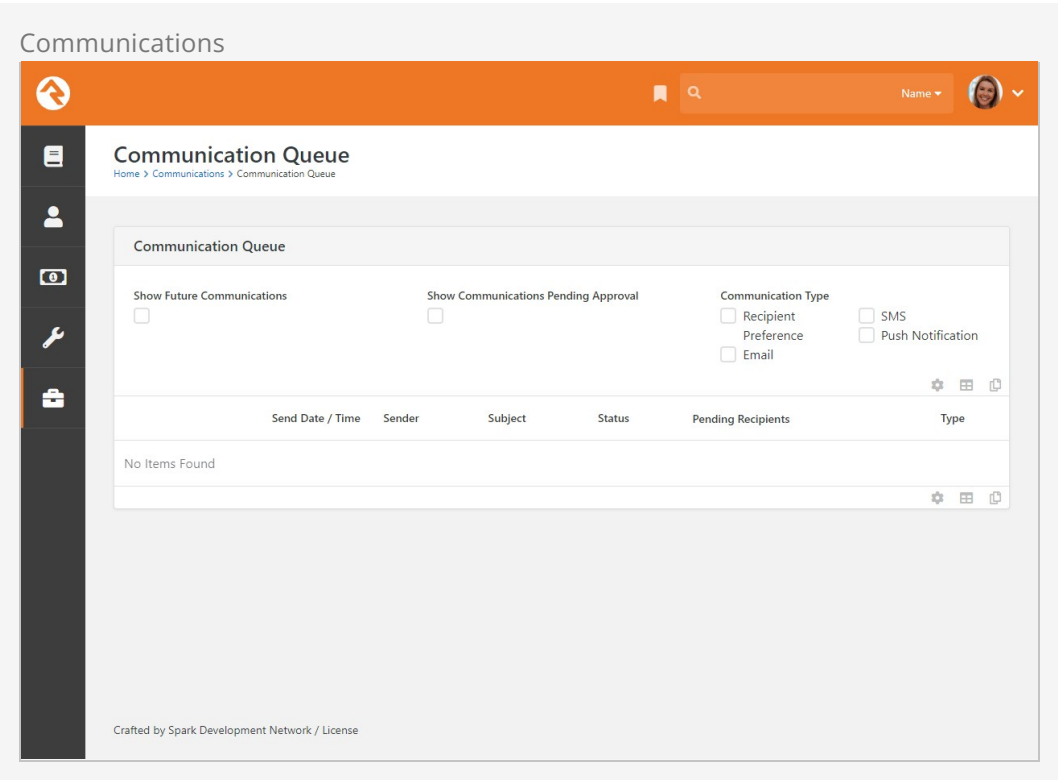 Communications
Name
Communication Queue
Home > Communications > Communication Queue
Communication Queue
Show Future Communications
Show Communications Pending Approval
Communication Type
Recipient Preference
SMS
Push Notification
Email
Send Date / Time Sender Subject Status Pending Recipients Type
No Items Found
Crafted by Spark Development Network / License